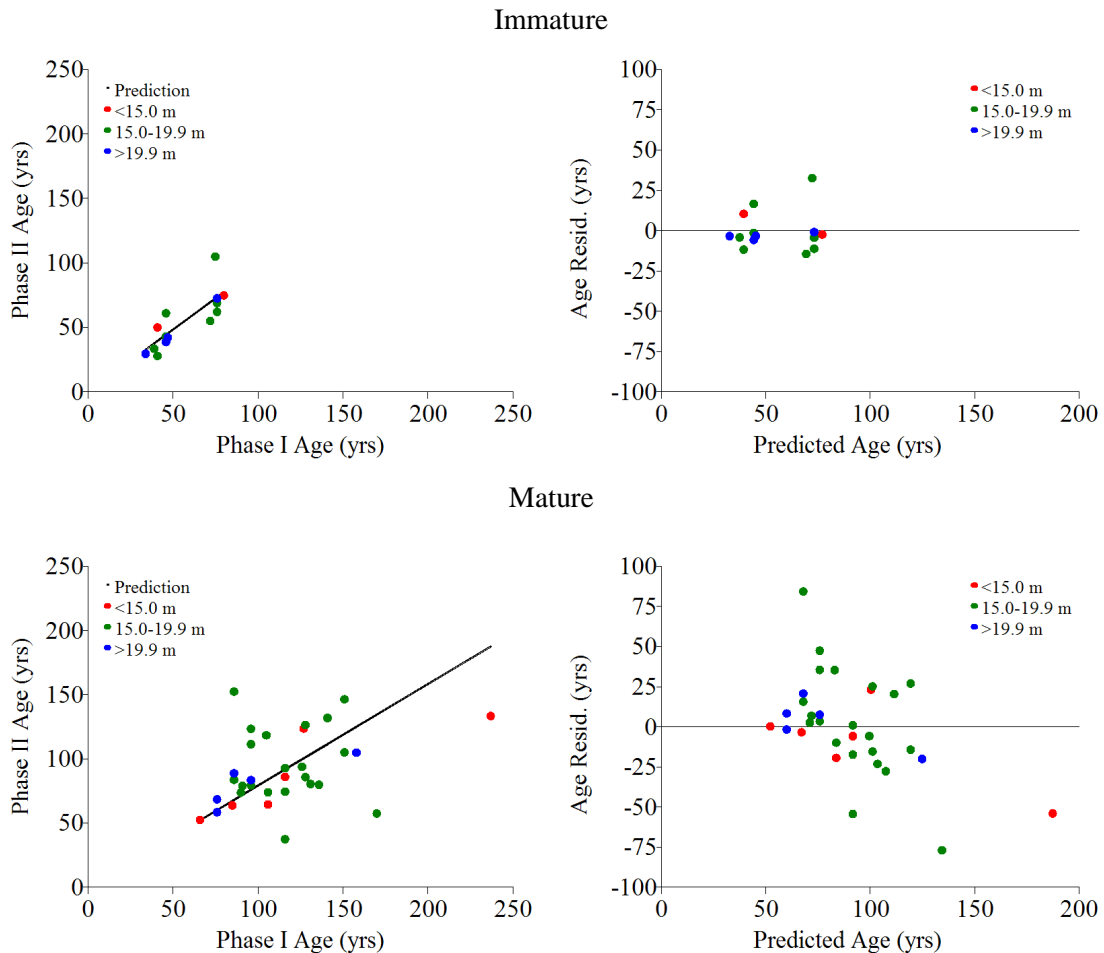 Immature
250
200
150
100
50
0
Phase II Age (yrs)
· Prediction
<15.0 m
15.0-19.9 m
>19.9 m
0 50 100 150 200 250
Phase I Age (yrs)
100
75
50
25
0
-25
-50
-75
-100
Age Resid. (yrs)
<15.0 m
15.0-19.9 m
>19.9 m
0 50 100 150 200
Predicted Age (yrs)
Mature
250
200
150
100
50
0
Phase II Age (yrs)
· Prediction
<15.0 m
15.0-19.9 m
>19.9 m
0 50 100 150 200 250
Phase I Age (yrs)
100
75
50
25
0
-25
-50
-75
-100
Age Resid. (yrs)
<15.0 m
15.0-19.9 m
>19.9 m
0 50 100 150 200
Predicted Age (yrs)